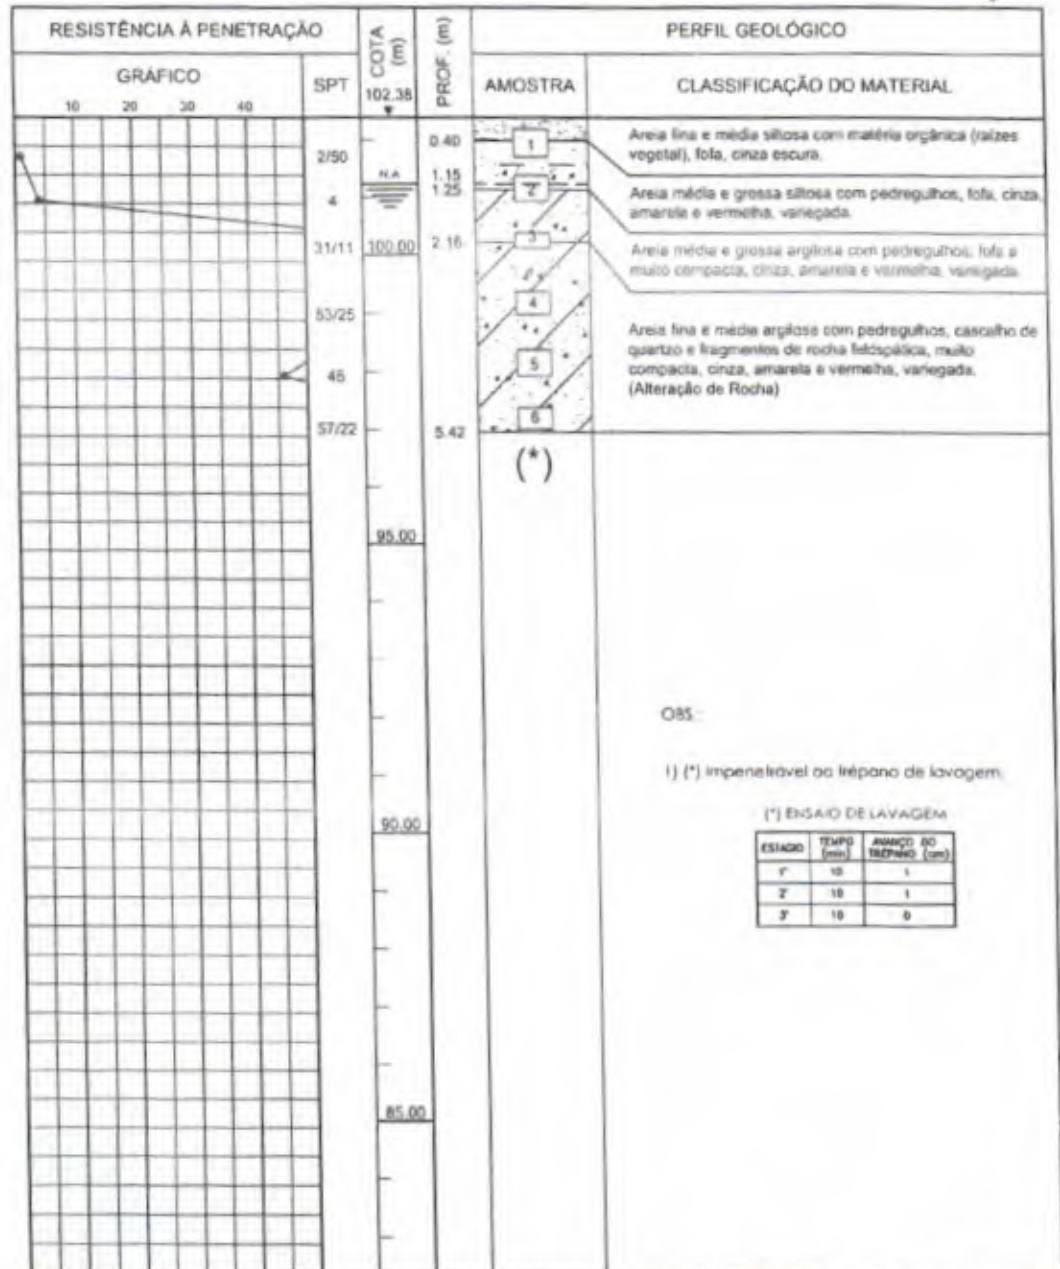 RESISTÊNCIA À PENETRAÇÃO
COTA (m)
PROF. (m)
PERFIL GEOLÓGICO
GRÁFICO
SPT
102.38
AMOSTRA
CLASSIFICAÇÃO DO MATERIAL
10 20 30 40
2/50
0.40
1
Areia fina e média siltosa com matéria orgânica (raízes
vegetal), fofa, cinza escura.
N.A
1.15
4
1.25
2
Areia média e grossa siltosa com pedregulhos, fofa, cinza,
amarela e vermelha, variegada.
31/11
100.00
2.16
3
Areia média e grossa argilosa com pedregulhos, fofa a
muito compacta, cinza, amarela e vermelha, variegada.
53/25
4
Areia fina e média argilosa com pedregulhos, cascalho de
quartzo e fragmentos de rocha feldspática, muito
compacta, cinza, amarela e vermelha, variegada.
(Alteração de Rocha)
45
5
57/22
5.42
6
(*)
95.00
OBS.:
1) (*) Impenetrável ao trépano de lavagem.
(*) ENSAIO DE LAVAGEM
90.00
ESTAGIO TEMPO (min) AVANÇO DO TRÉPANO (cm)
1º 10 1
2º 10 1
3º 10 0
85.00